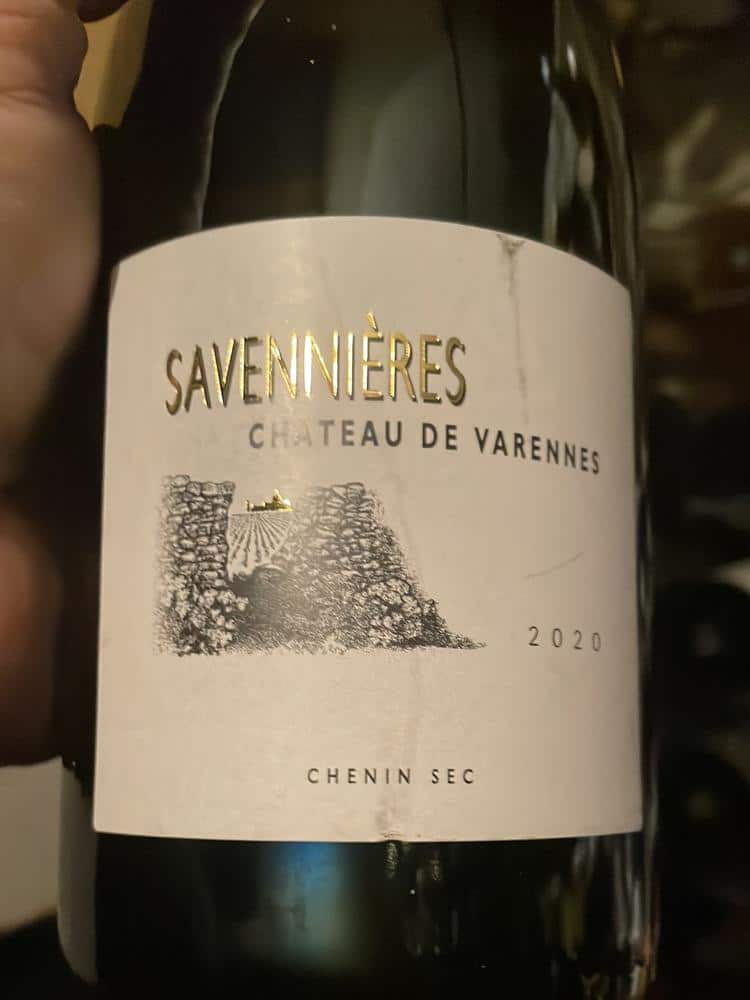 SAVENNIÈRES
CHATEAU DE VARENNES
2020
CHENIN SEC